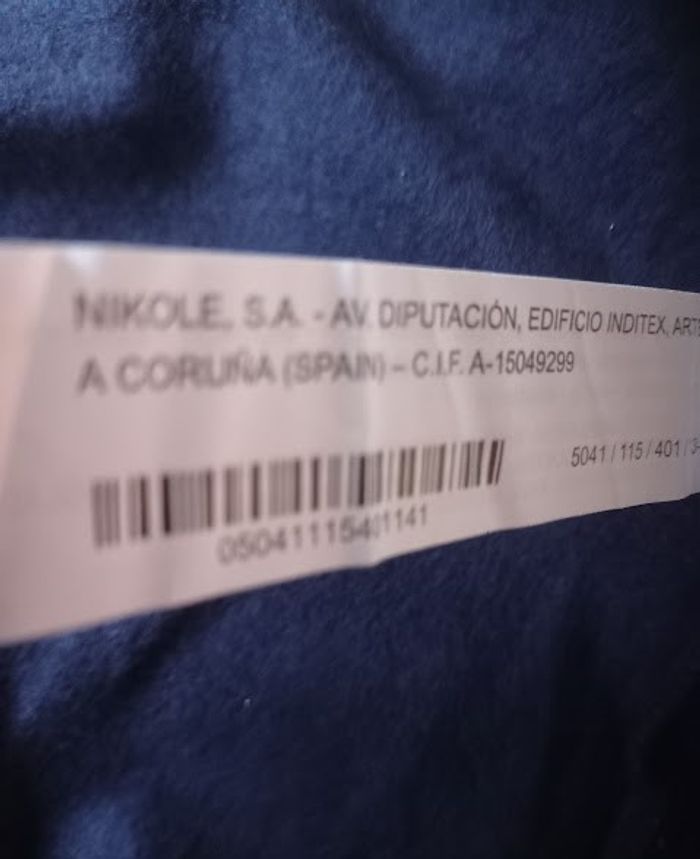 NIKOLE, S.A. - AV. DIPUTACIÓN, EDIFICIO INDITEX,
A CORUÑA (SPAIN) – C.I.F. A-15049299
5041 / 115 / 401 /
05041115401141